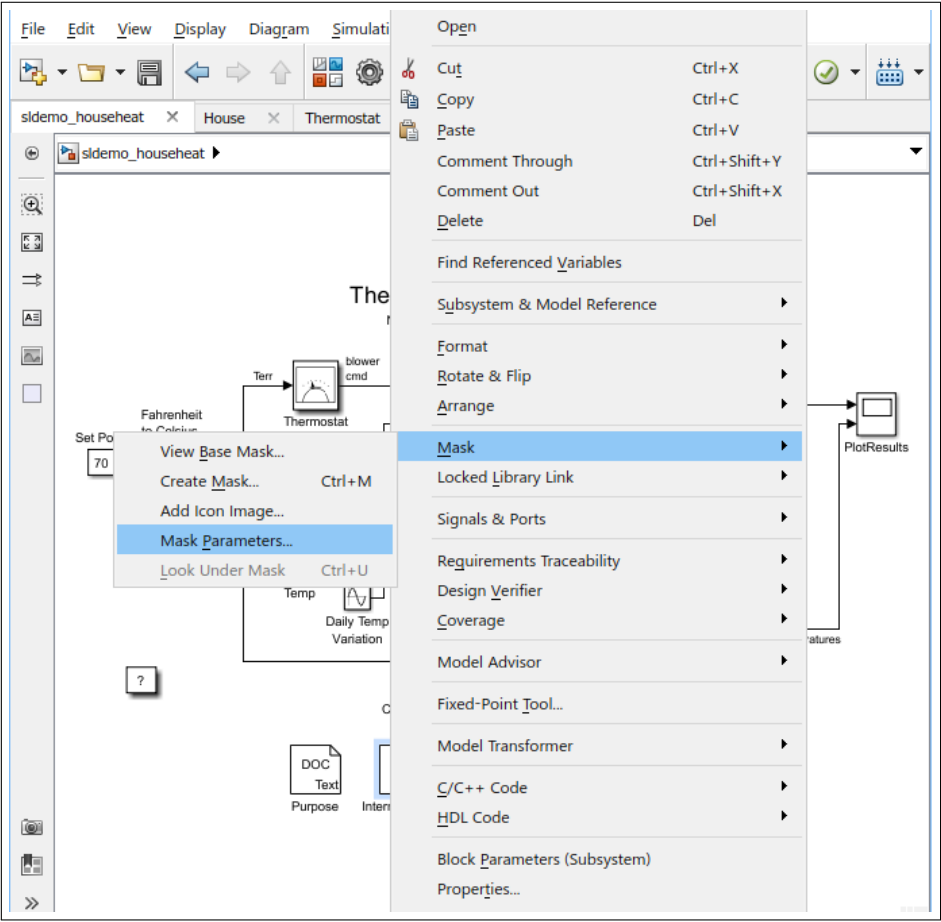 File Edit View Display Diagram Simulati
sldemo_househeat House Thermostat
sldemo_househeat
Open
Cut Ctrl+X
Copy Ctrl+C
Paste Ctrl+V
Comment Through Ctrl+Shift+Y
Comment Out Ctrl+Shift+X
Delete Del
Find Referenced Variables
Subsystem & Model Reference
Format
Rotate & Flip
Arrange
Mask
Locked Library Link
Signals & Ports
Requirements Traceability
Design Verifier
Coverage
Model Advisor
Fixed-Point Tool...
Model Transformer
C/C++ Code
HDL Code
Block Parameters (Subsystem)
Properties...
View Base Mask...
Create Mask... Ctrl+M
Add Icon Image...
Mask Parameters...
Look Under Mask Ctrl+U
The
Terr
blower
cmd
Thermostat
Fahrenheit
to Celsius
Set Po
70
PlotResults
Temp
Daily Temp
Variation
ratures
?
C
DOC
Text
Purpose
Intern
A